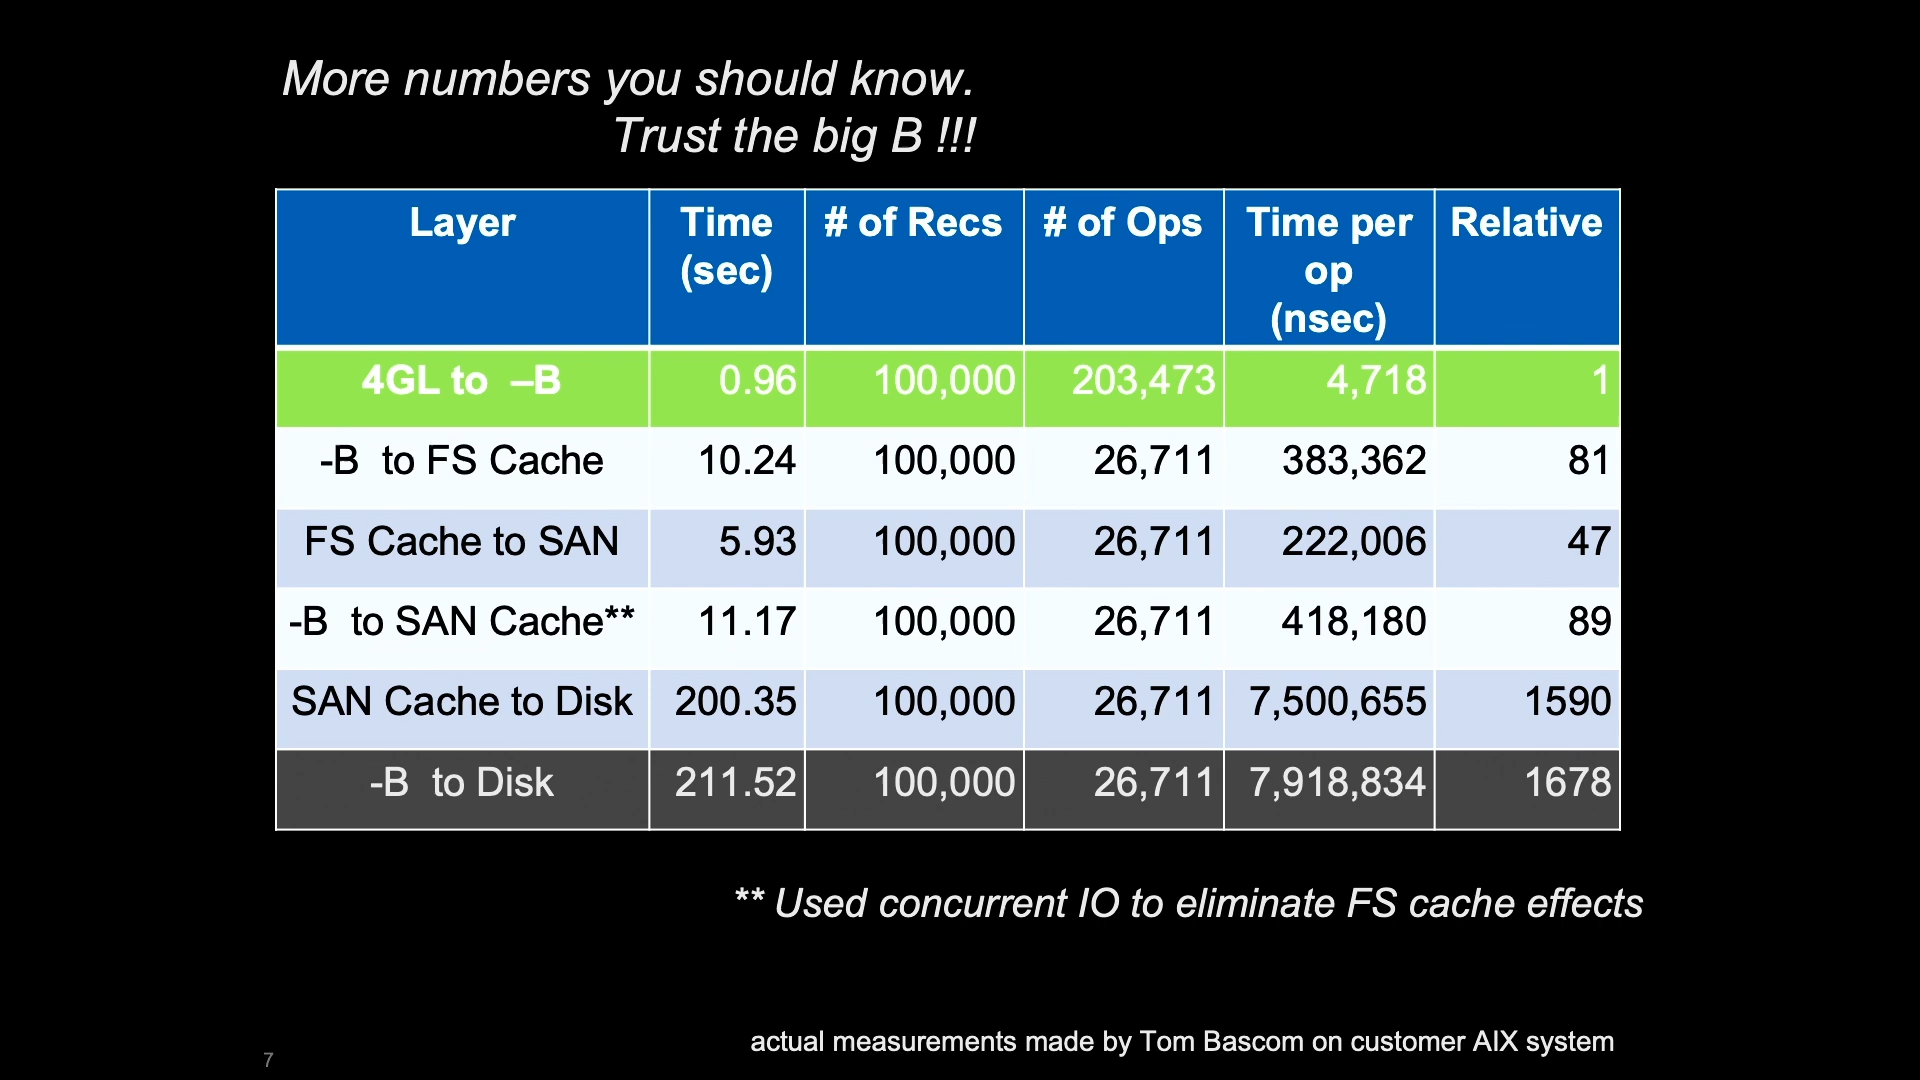 More numbers you should know.
Trust the big B !!!
Layer Time (sec) # of Recs # of Ops Time per op (nsec) Relative
4GL to –B 0.96 100,000 203,473 4,718 1
-B to FS Cache 10.24 100,000 26,711 383,362 81
FS Cache to SAN 5.93 100,000 26,711 222,006 47
-B to SAN Cache** 11.17 100,000 26,711 418,180 89
SAN Cache to Disk 200.35 100,000 26,711 7,500,655 1590
-B to Disk 211.52 100,000 26,711 7,918,834 1678
** Used concurrent IO to eliminate FS cache effects
actual measurements made by Tom Bascom on customer AIX system
7